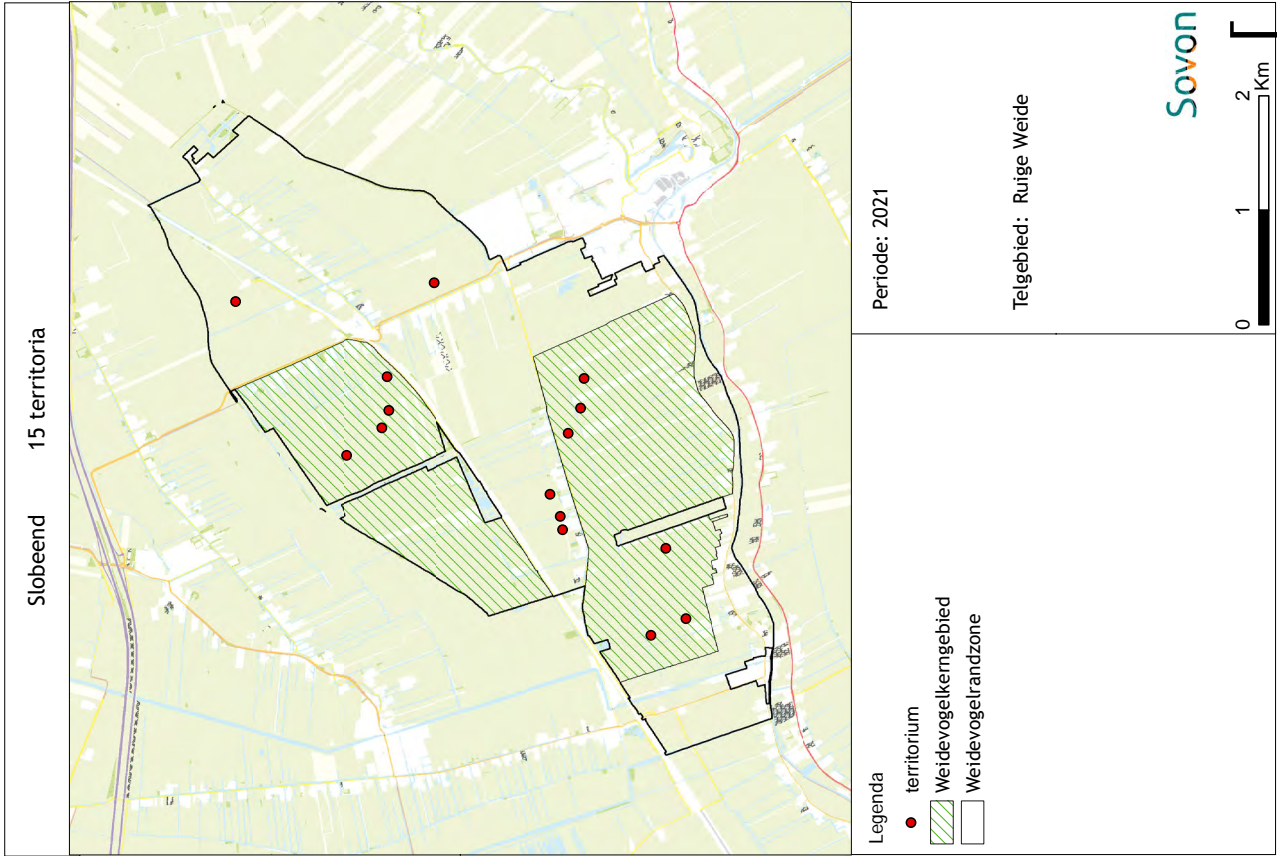 Slobeend 15 territoria
Legenda
territorium
Weidevogelkerngebied
Weidevogelrandzone
Periode: 2021
Telgebied: Ruige Weide
Sovon
0 1 2
Km